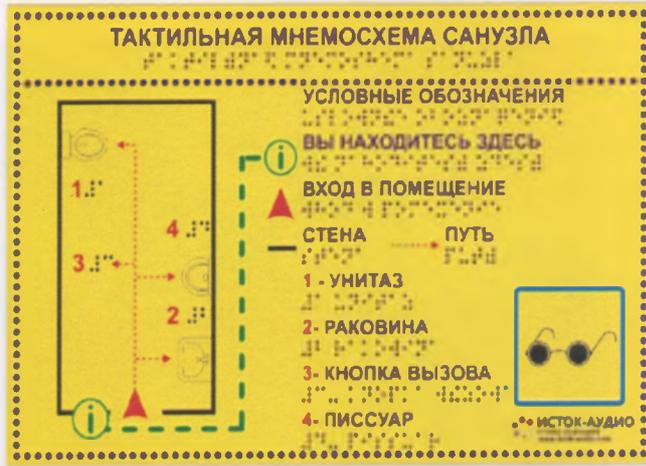 ТАКТИЛЬНАЯ МНЕМОСХЕМА САНУЗЛА
УСЛОВНЫЕ ОБОЗНАЧЕНИЯ
i ВЫ НАХОДИТЕСЬ ЗДЕСЬ
ВХОД В ПОМЕЩЕНИЕ
СТЕНА ПУТЬ
1 - УНИТАЗ
2- РАКОВИНА
3- КНОПКА ВЫЗОВА
4- ПИССУАР
1
4
3
2
i
ИСТОК-АУДИО